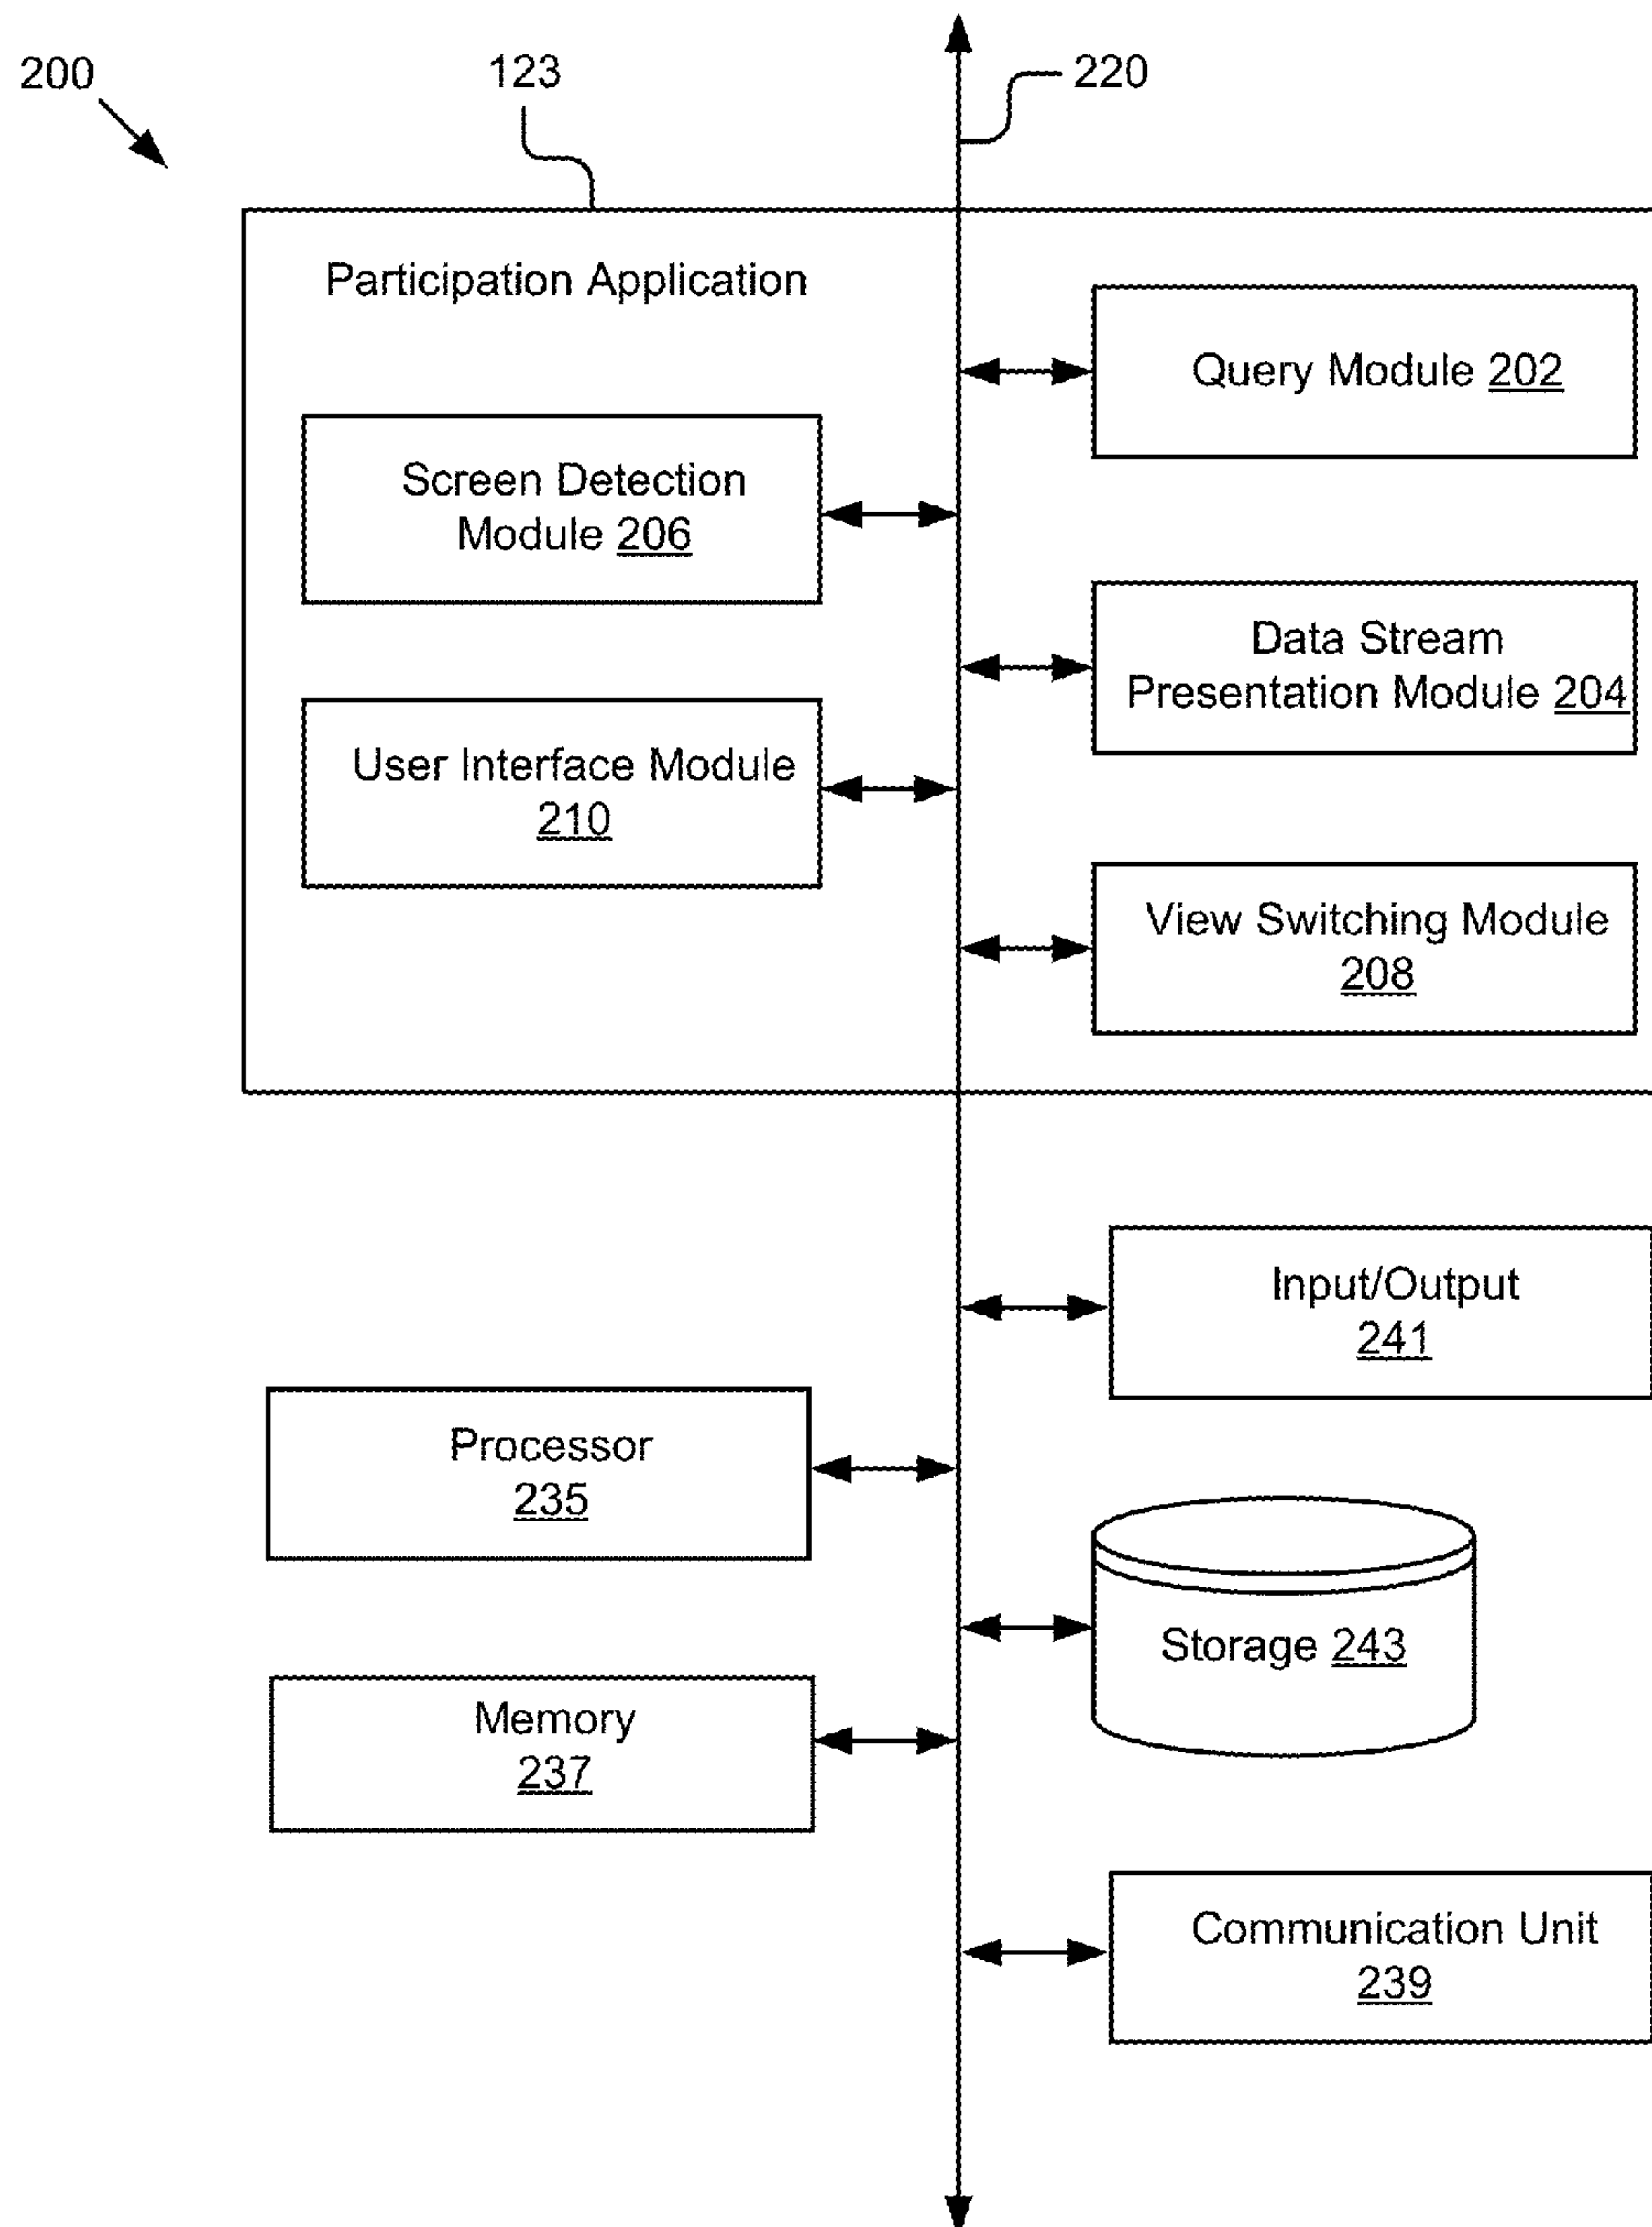 200
123
220
Participation Application
Query Module 202
Screen Detection
Module 206
Data Stream
Presentation Module 204
User Interface Module
210
View Switching Module
208
Input/Output
241
Processor
235
Storage 243
Memory
237
Communication Unit
239